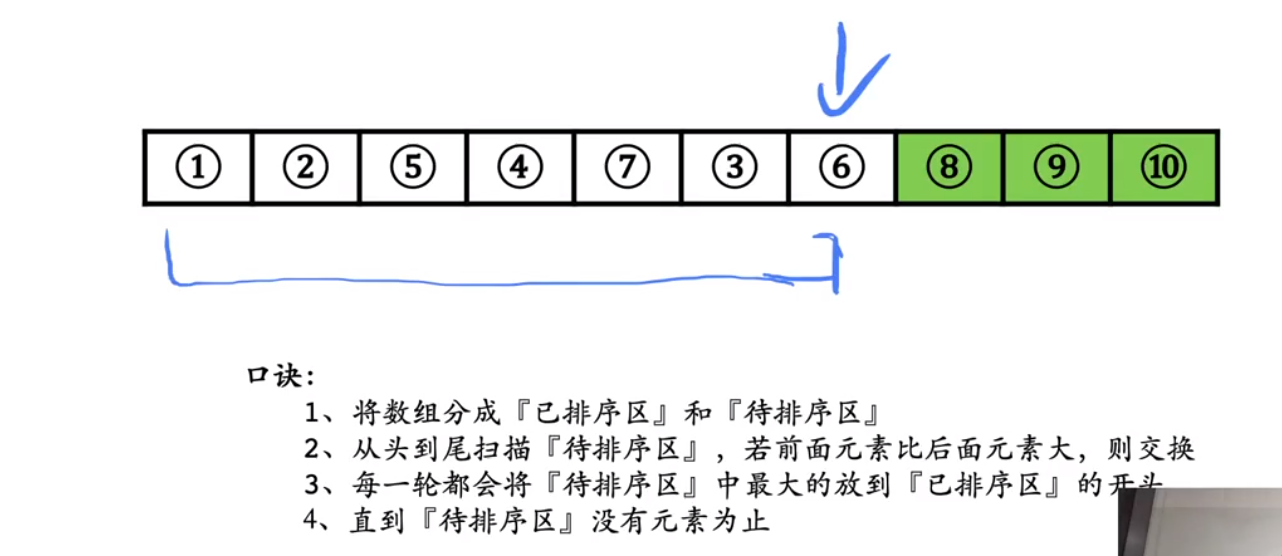 ① ② ⑤ ④ ⑦ ③ ⑥ ⑧ ⑨ ⑩
口诀：
1、将数组分成『已排序区』和『待排序区』
2、从头到尾扫描『待排序区』，若前面元素比后面元素大，则交换
3、每一轮都会将『待排序区』中最大的放到『已排序区』的开头
4、直到『待排序区』没有元素为止